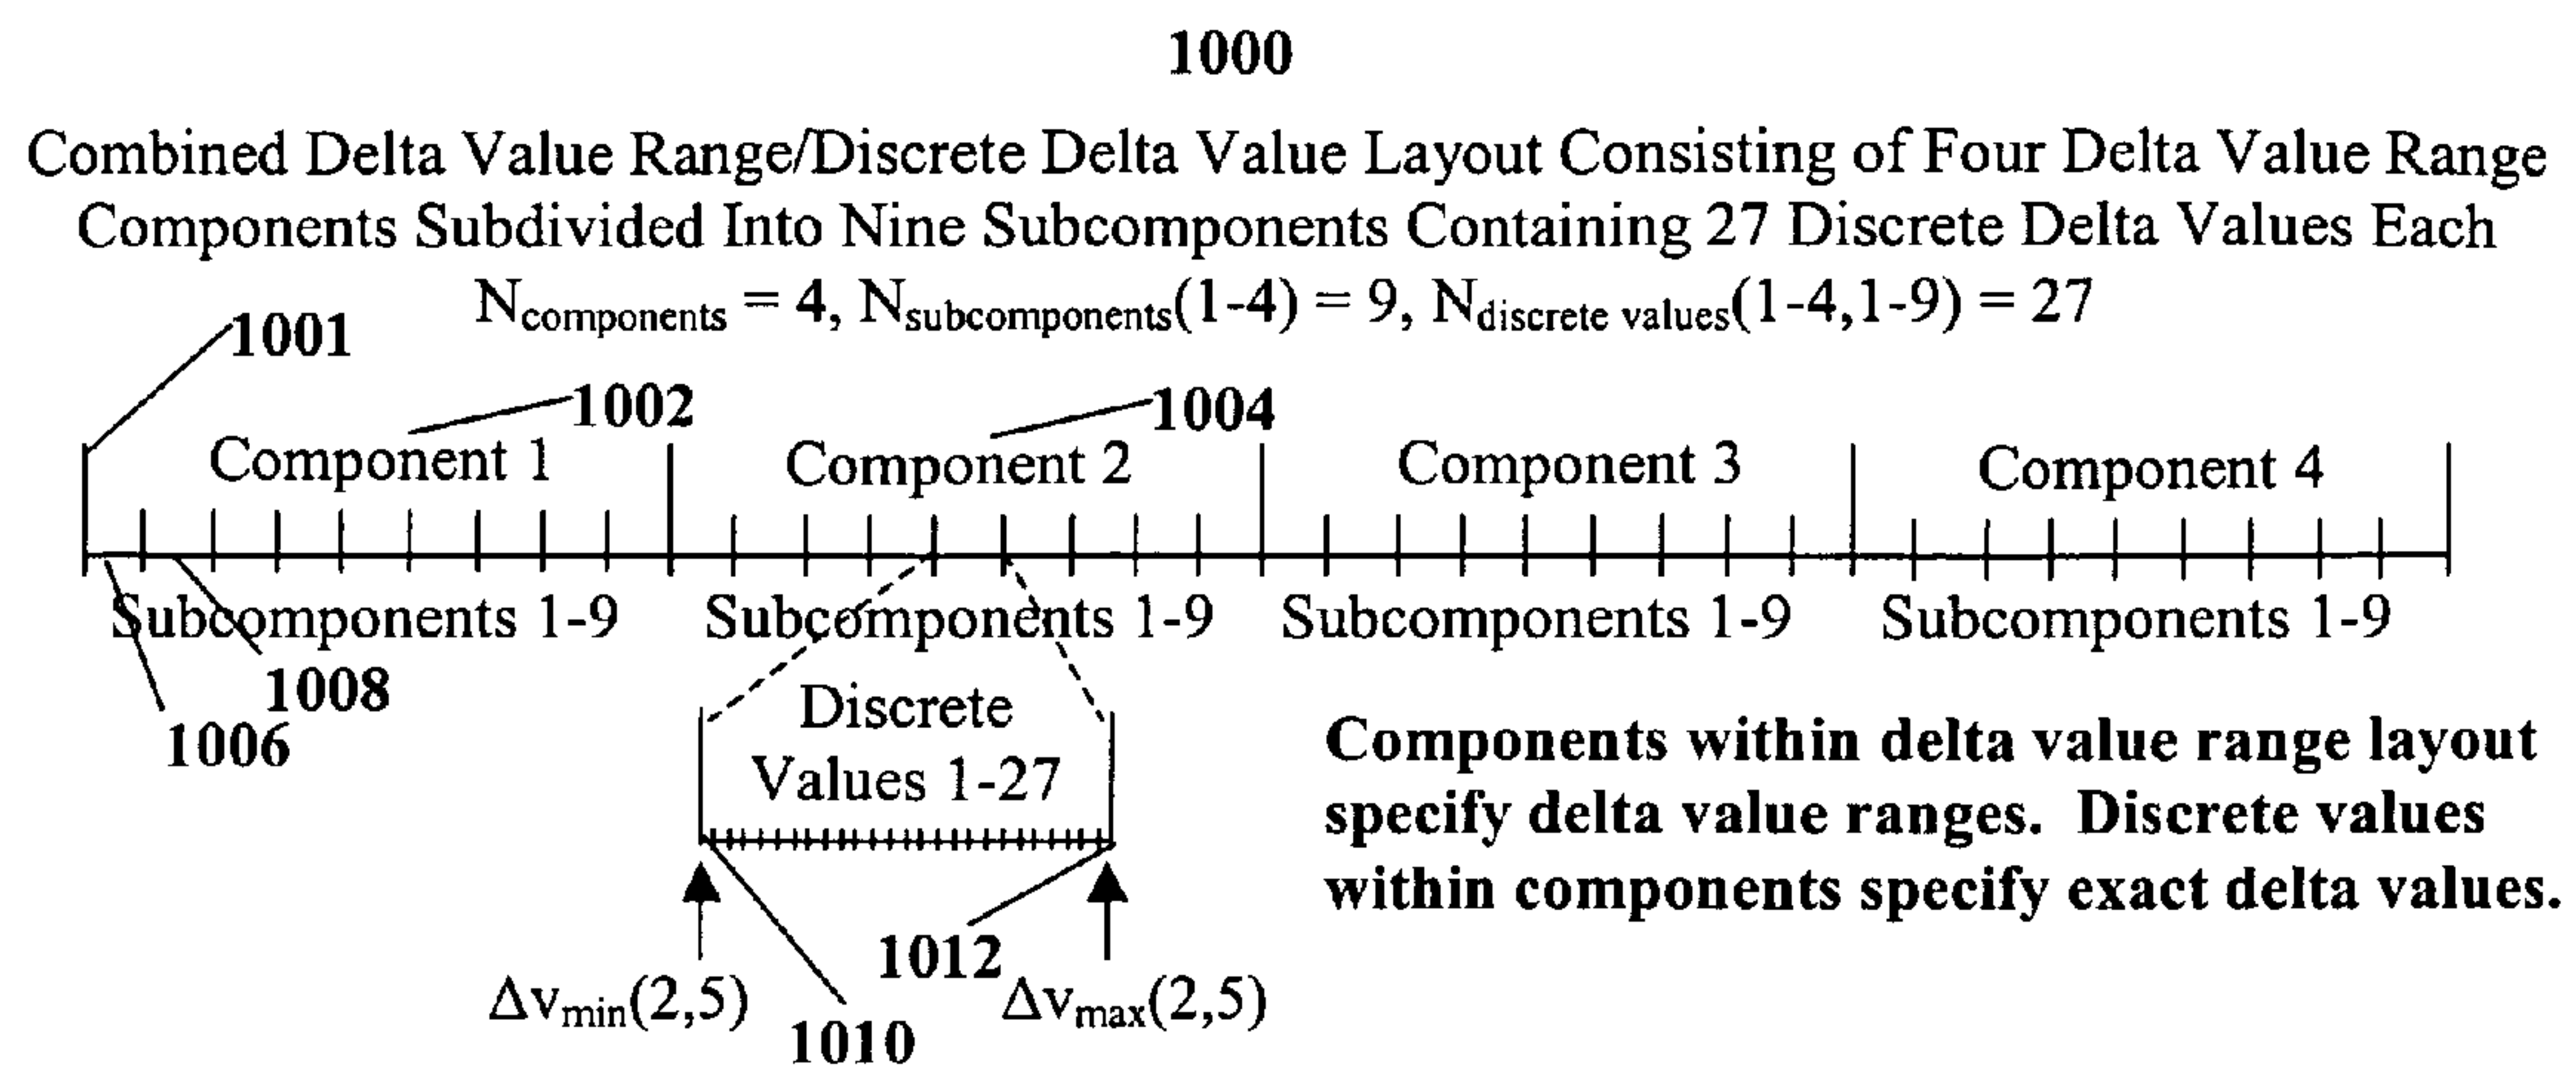 1000
Combined Delta Value Range/Discrete Delta Value Layout Consisting of Four Delta Value Range
Components Subdivided Into Nine Subcomponents Containing 27 Discrete Delta Values Each
Ncomponents = 4, Nsubcomponents(1-4) = 9, Ndiscrete values(1-4,1-9) = 27
1001
1002
1004
Component 1
Component 2
Component 3
Component 4
Subcomponents 1-9
Subcomponents 1-9
Subcomponents 1-9
Subcomponents 1-9
1008
1006
Discrete
Values 1-27
Components within delta value range layout
specify delta value ranges. Discrete values
within components specify exact delta values.
1012
Δvmin(2,5)
Δvmax(2,5)
1010